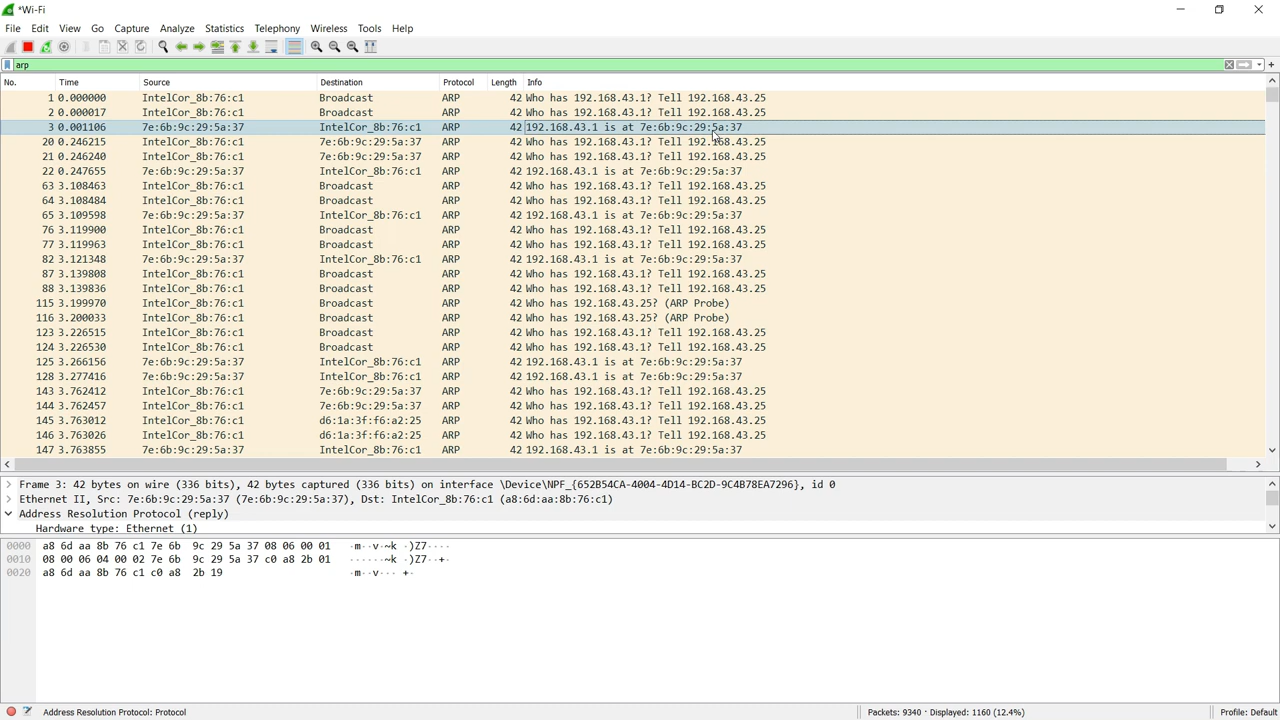 *Wi-Fi
File Edit View Go Capture Analyze Statistics Telephony Wireless Tools Help
arp
No. Time Source Destination Protocol Length Info
1 0.000000 IntelCor_8b:76:c1 Broadcast ARP 42 Who has 192.168.43.1? Tell 192.168.43.25
2 0.000017 IntelCor_8b:76:c1 Broadcast ARP 42 Who has 192.168.43.1? Tell 192.168.43.25
3 0.001106 7e:6b:9c:29:5a:37 IntelCor_8b:76:c1 ARP 42 192.168.43.1 is at 7e:6b:9c:29:5a:37
20 0.246215 IntelCor_8b:76:c1 7e:6b:9c:29:5a:37 ARP 42 Who has 192.168.43.1? Tell 192.168.43.25
21 0.246240 IntelCor_8b:76:c1 7e:6b:9c:29:5a:37 ARP 42 Who has 192.168.43.1? Tell 192.168.43.25
22 0.247655 7e:6b:9c:29:5a:37 IntelCor_8b:76:c1 ARP 42 192.168.43.1 is at 7e:6b:9c:29:5a:37
63 3.108463 IntelCor_8b:76:c1 Broadcast ARP 42 Who has 192.168.43.1? Tell 192.168.43.25
64 3.108484 IntelCor_8b:76:c1 Broadcast ARP 42 Who has 192.168.43.1? Tell 192.168.43.25
65 3.109598 7e:6b:9c:29:5a:37 IntelCor_8b:76:c1 ARP 42 192.168.43.1 is at 7e:6b:9c:29:5a:37
76 3.119900 IntelCor_8b:76:c1 Broadcast ARP 42 Who has 192.168.43.1? Tell 192.168.43.25
77 3.119963 IntelCor_8b:76:c1 Broadcast ARP 42 Who has 192.168.43.1? Tell 192.168.43.25
82 3.121348 7e:6b:9c:29:5a:37 IntelCor_8b:76:c1 ARP 42 192.168.43.1 is at 7e:6b:9c:29:5a:37
87 3.139808 IntelCor_8b:76:c1 Broadcast ARP 42 Who has 192.168.43.1? Tell 192.168.43.25
88 3.139836 IntelCor_8b:76:c1 Broadcast ARP 42 Who has 192.168.43.1? Tell 192.168.43.25
115 3.199970 IntelCor_8b:76:c1 Broadcast ARP 42 Who has 192.168.43.25? (ARP Probe)
116 3.200033 IntelCor_8b:76:c1 Broadcast ARP 42 Who has 192.168.43.25? (ARP Probe)
123 3.226515 IntelCor_8b:76:c1 Broadcast ARP 42 Who has 192.168.43.1? Tell 192.168.43.25
124 3.226530 IntelCor_8b:76:c1 Broadcast ARP 42 Who has 192.168.43.1? Tell 192.168.43.25
125 3.266156 7e:6b:9c:29:5a:37 IntelCor_8b:76:c1 ARP 42 192.168.43.1 is at 7e:6b:9c:29:5a:37
128 3.277416 7e:6b:9c:29:5a:37 IntelCor_8b:76:c1 ARP 42 192.168.43.1 is at 7e:6b:9c:29:5a:37
143 3.762412 IntelCor_8b:76:c1 7e:6b:9c:29:5a:37 ARP 42 Who has 192.168.43.1? Tell 192.168.43.25
144 3.762457 IntelCor_8b:76:c1 7e:6b:9c:29:5a:37 ARP 42 Who has 192.168.43.1? Tell 192.168.43.25
145 3.763012 IntelCor_8b:76:c1 d6:1a:3f:f6:a2:25 ARP 42 Who has 192.168.43.1? Tell 192.168.43.25
146 3.763026 IntelCor_8b:76:c1 d6:1a:3f:f6:a2:25 ARP 42 Who has 192.168.43.1? Tell 192.168.43.25
147 3.763855 7e:6b:9c:29:5a:37 IntelCor_8b:76:c1 ARP 42 192.168.43.1 is at 7e:6b:9c:29:5a:37
Frame 3: 42 bytes on wire (336 bits), 42 bytes captured (336 bits) on interface \Device\NPF_{652B54CA-4004-4D14-BC2D-9C4B78EA7296}, id 0
Ethernet II, Src: 7e:6b:9c:29:5a:37 (7e:6b:9c:29:5a:37), Dst: IntelCor_8b:76:c1 (a8:6d:aa:8b:76:c1)
Address Resolution Protocol (reply)
Hardware type: Ethernet (1)
0000 a8 6d aa 8b 76 c1 7e 6b 9c 29 5a 37 08 06 00 01 ·m··v·~k ·)Z7····
0010 08 00 06 04 00 02 7e 6b 9c 29 5a 37 c0 a8 2b 01 ······~k ·)Z7··+·
0020 a8 6d aa 8b 76 c1 c0 a8 2b 19 ·m··v··· +·
Address Resolution Protocol: Protocol Packets: 9340 · Displayed: 1160 (12.4%) Profile: Default